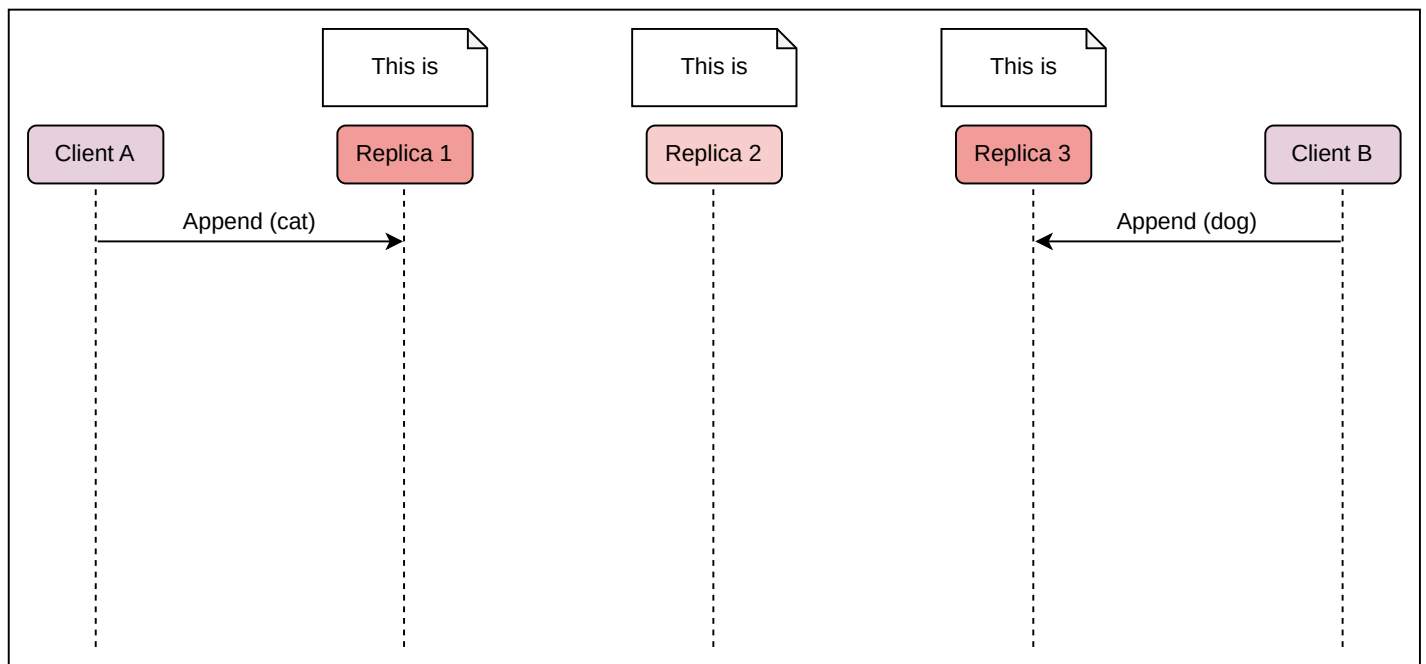 This is
This is
This is
Client A
Replica 1
Replica 2
Replica 3
Client B
Append (cat)
Append (dog)